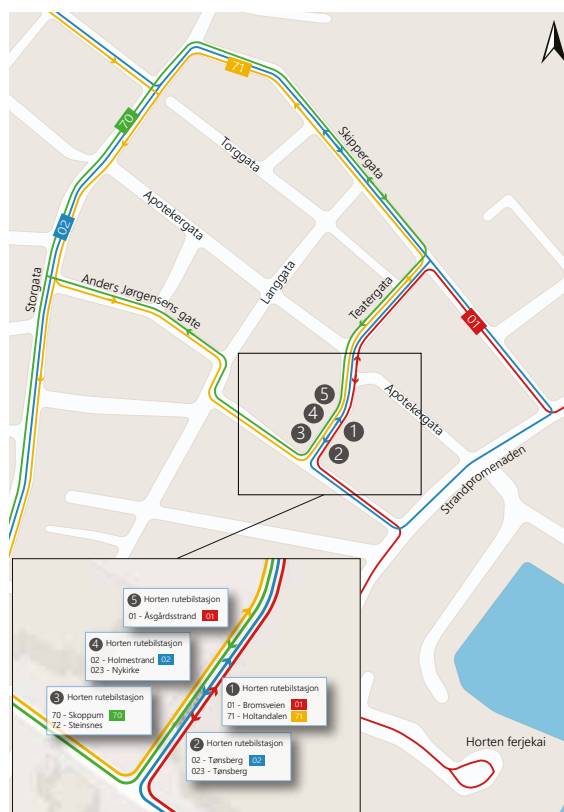 71
70
Skippergata
Torggata
Apotekergata
02
Langgata
Storgata
Anders Jørgensens gate
Teatergata
01
5
4
3
1
2
Apotekergata
Strandpromenaden
5 Horten rutebilstasjon
01 - Åsgårdsstrand 01
4 Horten rutebilstasjon
02 - Holmestrand 02
023 - Nykirke
3 Horten rutebilstasjon
70 - Skoppum 70
72 - Steinsnes
1 Horten rutebilstasjon
01 - Bromsveien 01
71 - Holtandalen 71
2 Horten rutebilstasjon
02 - Tønsberg 02
023 - Tønsberg
Horten ferjekai